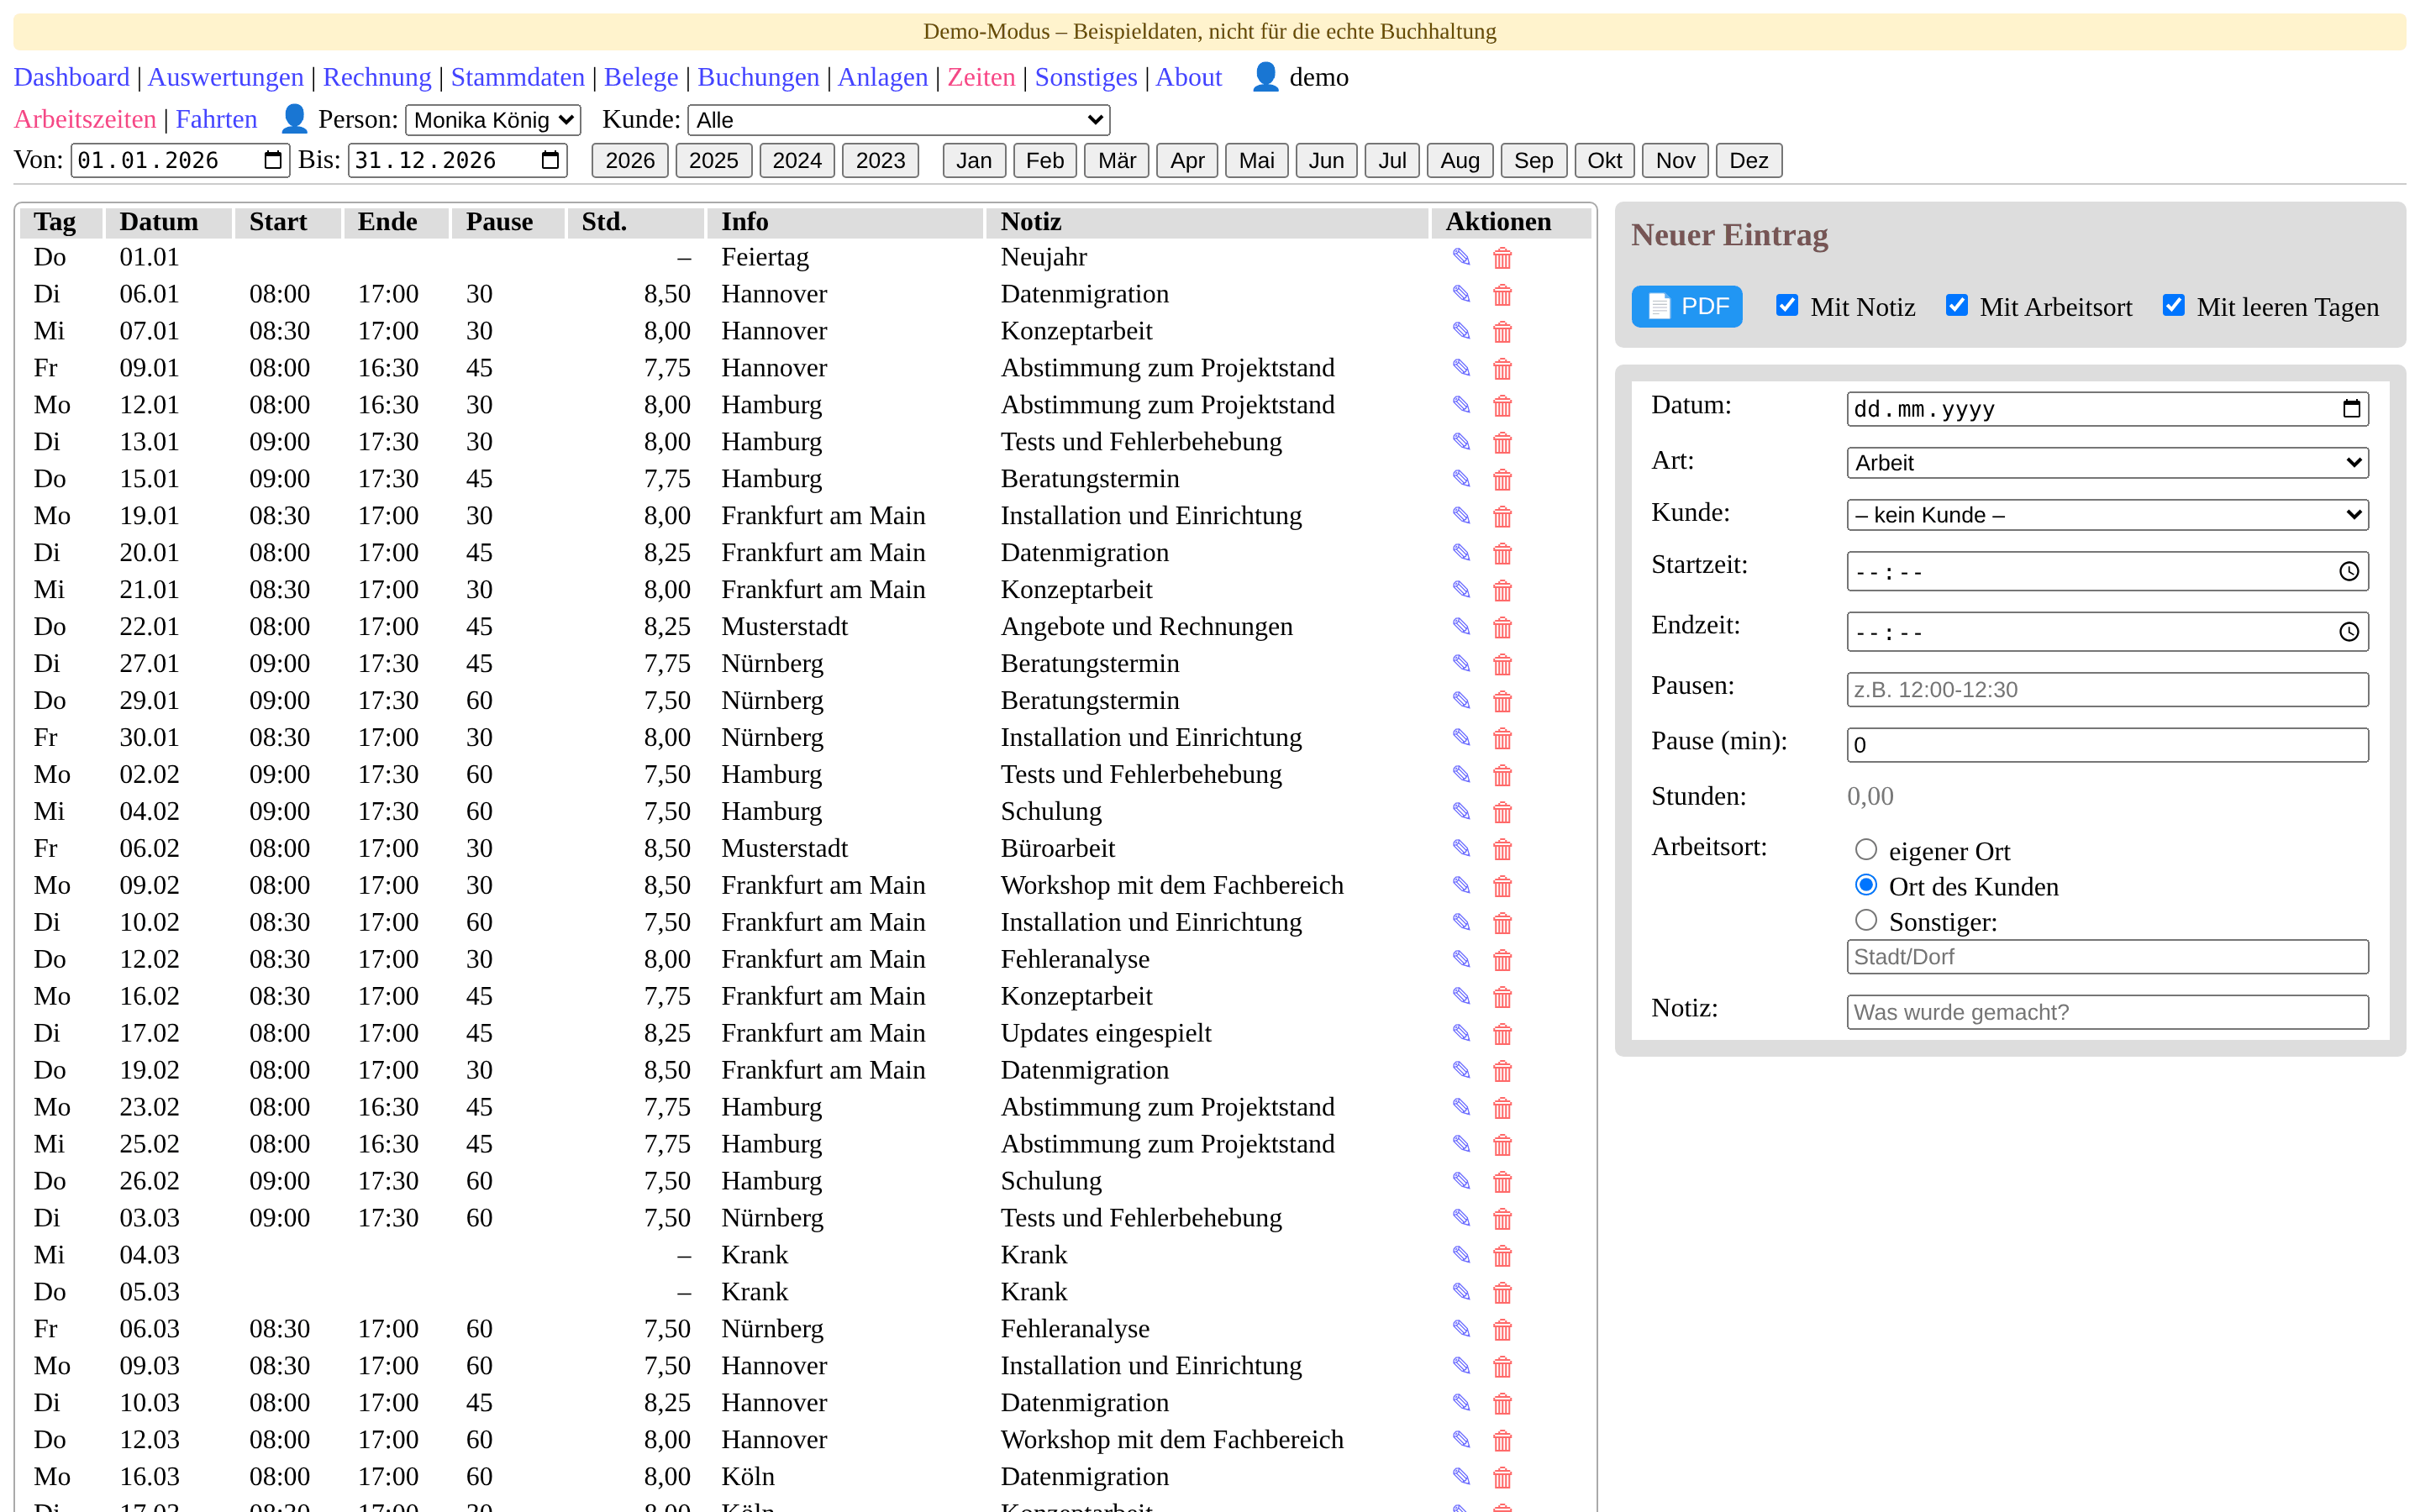 Demo-Modus – Beispieldaten, nicht für die echte Buchhaltung
Dashboard | Auswertungen | Rechnung | Stammdaten | Belege | Buchungen | Anlagen | Zeiten | Sonstiges | About 👤 demo
Arbeitszeiten | Fahrten 👤 Person: Monika König Kunde: Alle
Von: 01.01.2026 Bis: 31.12.2026 2026 2025 2024 2023 Jan Feb Mär Apr Mai Jun Jul Aug Sep Okt Nov Dez
Tag Datum Start Ende Pause Std. Info Notiz Aktionen
Do 01.01 – Feiertag Neujahr
Di 06.01 08:00 17:00 30 8,50 Hannover Datenmigration
Mi 07.01 08:30 17:00 30 8,00 Hannover Konzeptarbeit
Fr 09.01 08:00 16:30 45 7,75 Hannover Abstimmung zum Projektstand
Mo 12.01 08:00 16:30 30 8,00 Hamburg Abstimmung zum Projektstand
Di 13.01 09:00 17:30 30 8,00 Hamburg Tests und Fehlerbehebung
Do 15.01 09:00 17:30 45 7,75 Hamburg Beratungstermin
Mo 19.01 08:30 17:00 30 8,00 Frankfurt am Main Installation und Einrichtung
Di 20.01 08:00 17:00 45 8,25 Frankfurt am Main Datenmigration
Mi 21.01 08:30 17:00 30 8,00 Frankfurt am Main Konzeptarbeit
Do 22.01 08:00 17:00 45 8,25 Musterstadt Angebote und Rechnungen
Di 27.01 09:00 17:30 45 7,75 Nürnberg Beratungstermin
Do 29.01 09:00 17:30 60 7,50 Nürnberg Beratungstermin
Fr 30.01 08:30 17:00 30 8,00 Nürnberg Installation und Einrichtung
Mo 02.02 09:00 17:30 60 7,50 Hamburg Tests und Fehlerbehebung
Mi 04.02 09:00 17:30 60 7,50 Hamburg Schulung
Fr 06.02 08:00 17:00 30 8,50 Musterstadt Büroarbeit
Mo 09.02 08:00 17:00 30 8,50 Frankfurt am Main Workshop mit dem Fachbereich
Di 10.02 08:30 17:00 60 7,50 Frankfurt am Main Installation und Einrichtung
Do 12.02 08:30 17:00 30 8,00 Frankfurt am Main Fehleranalyse
Mo 16.02 08:30 17:00 45 7,75 Frankfurt am Main Konzeptarbeit
Di 17.02 08:00 17:00 45 8,25 Frankfurt am Main Updates eingespielt
Do 19.02 08:00 17:00 30 8,50 Frankfurt am Main Datenmigration
Mo 23.02 08:00 16:30 45 7,75 Hamburg Abstimmung zum Projektstand
Mi 25.02 08:00 16:30 45 7,75 Hamburg Abstimmung zum Projektstand
Do 26.02 09:00 17:30 60 7,50 Hamburg Schulung
Di 03.03 09:00 17:30 60 7,50 Nürnberg Tests und Fehlerbehebung
Mi 04.03 – Krank Krank
Do 05.03 – Krank Krank
Fr 06.03 08:30 17:00 60 7,50 Nürnberg Fehleranalyse
Mo 09.03 08:30 17:00 60 7,50 Hannover Installation und Einrichtung
Di 10.03 08:00 17:00 45 8,25 Hannover Datenmigration
Do 12.03 08:00 17:00 60 8,00 Hannover Workshop mit dem Fachbereich
Mo 16.03 08:00 17:00 60 8,00 Köln Datenmigration
Di 17.03 08:30 17:00 30 8,00 Köln Konzeptarbeit
Neuer Eintrag
PDF Mit Notiz Mit Arbeitsort Mit leeren Tagen
Datum: dd.mm.yyyy
Art: Arbeit
Kunde: – kein Kunde –
Startzeit: --:--
Endzeit: --:--
Pausen: z.B. 12:00-12:30
Pause (min): 0
Stunden: 0,00
Arbeitsort: eigener Ort
Ort des Kunden
Sonstiger:
Stadt/Dorf
Notiz: Was wurde gemacht?